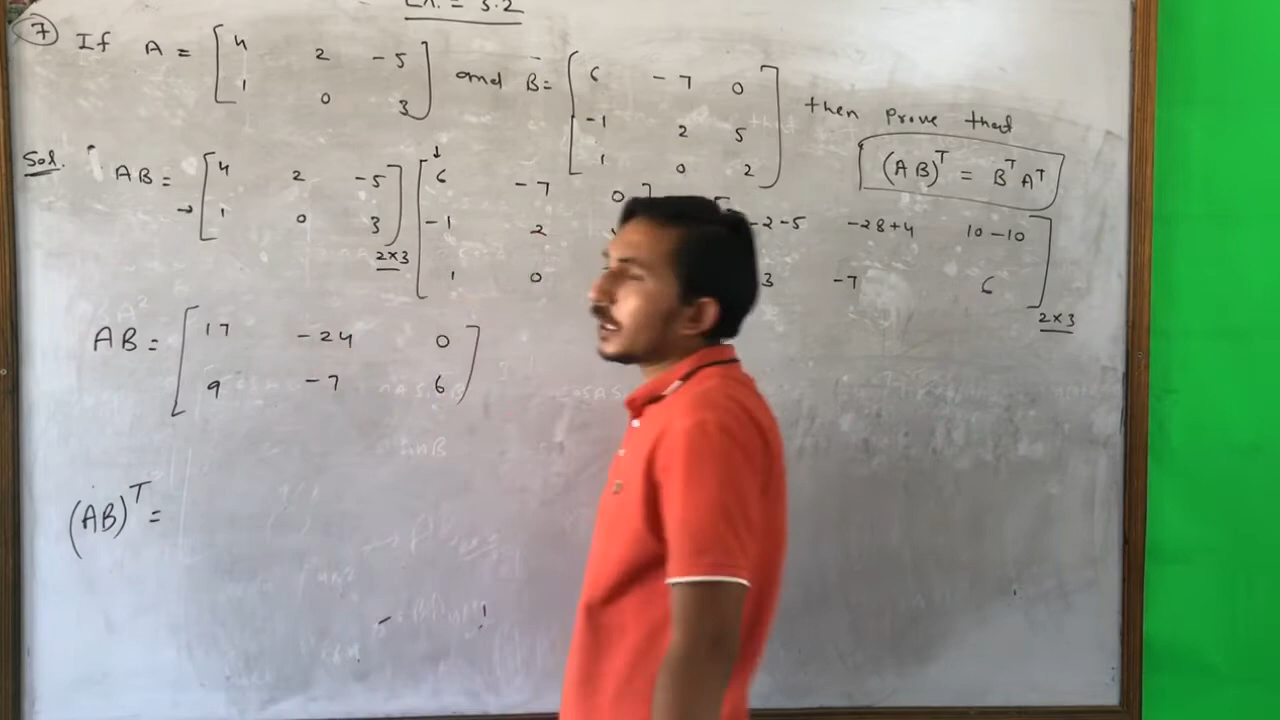 Ex. = 3.2
7 If A = [ 4 2 -5 ] and B = [ 6 -7 0 ] then prove that
[ 1 0 3 ] [ -1 2 5 ]
[ 1 0 2 ] (AB)^T = B^T A^T
Sol. AB = [ 4 2 -5 ] [ 6 -7 0 ]
→ [ 1 0 3 ] 2×3 [ -1 2 -2-5 -28+4 10-10 ]
[ 1 0 3 -7 6 ] 2×3
AB = [ 17 -24 0 ]
[ 9 -7 6 ]
(AB)^T =